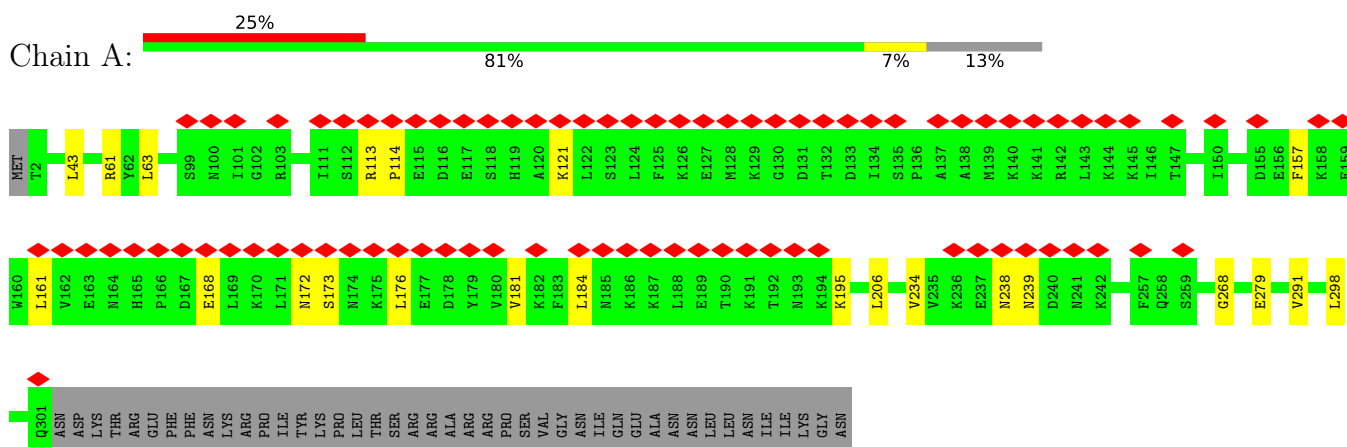 25%
Chain A:
81% 7% 13%
MET T2 L43 R61 Y62 L63 S99 N100 I101 G102 R103 I111 S112 R113 P114 E115 D116 E117 S118 H119 A120 K121 L122 S123 L124 F125 K126 E127 M128 K129 G130 D131 T132 D133 I134 S135 P136 A137 A138 M139 K140 K141 R142 L143 K144 K145 I146 T147 I150 D155 E156 F157 K158 E159
W160 L161 V162 E163 N164 H165 P166 D167 E168 L169 K170 L171 N172 S173 N174 K175 L176 E177 D178 Y179 V180 V181 K182 F183 L184 N185 K186 K187 L188 E189 T190 K191 T192 N193 K194 K195 L206 V234 V235 K236 E237 N238 N239 D240 N241 K242 F257 Q258 S259 G268 E279 V291 L298
Q301 ASN ASP LYS THR ARG GLU PHE PHE ASN LYS ARG PRO ILE TYR LYS PRO LEU THR SER ARG ARG ALA ARG ARG PRO SER VAL GLY ASN ILE GLN GLU ALA ASN ASN LEU LEU ASN ILE ILE LYS GLY ASN